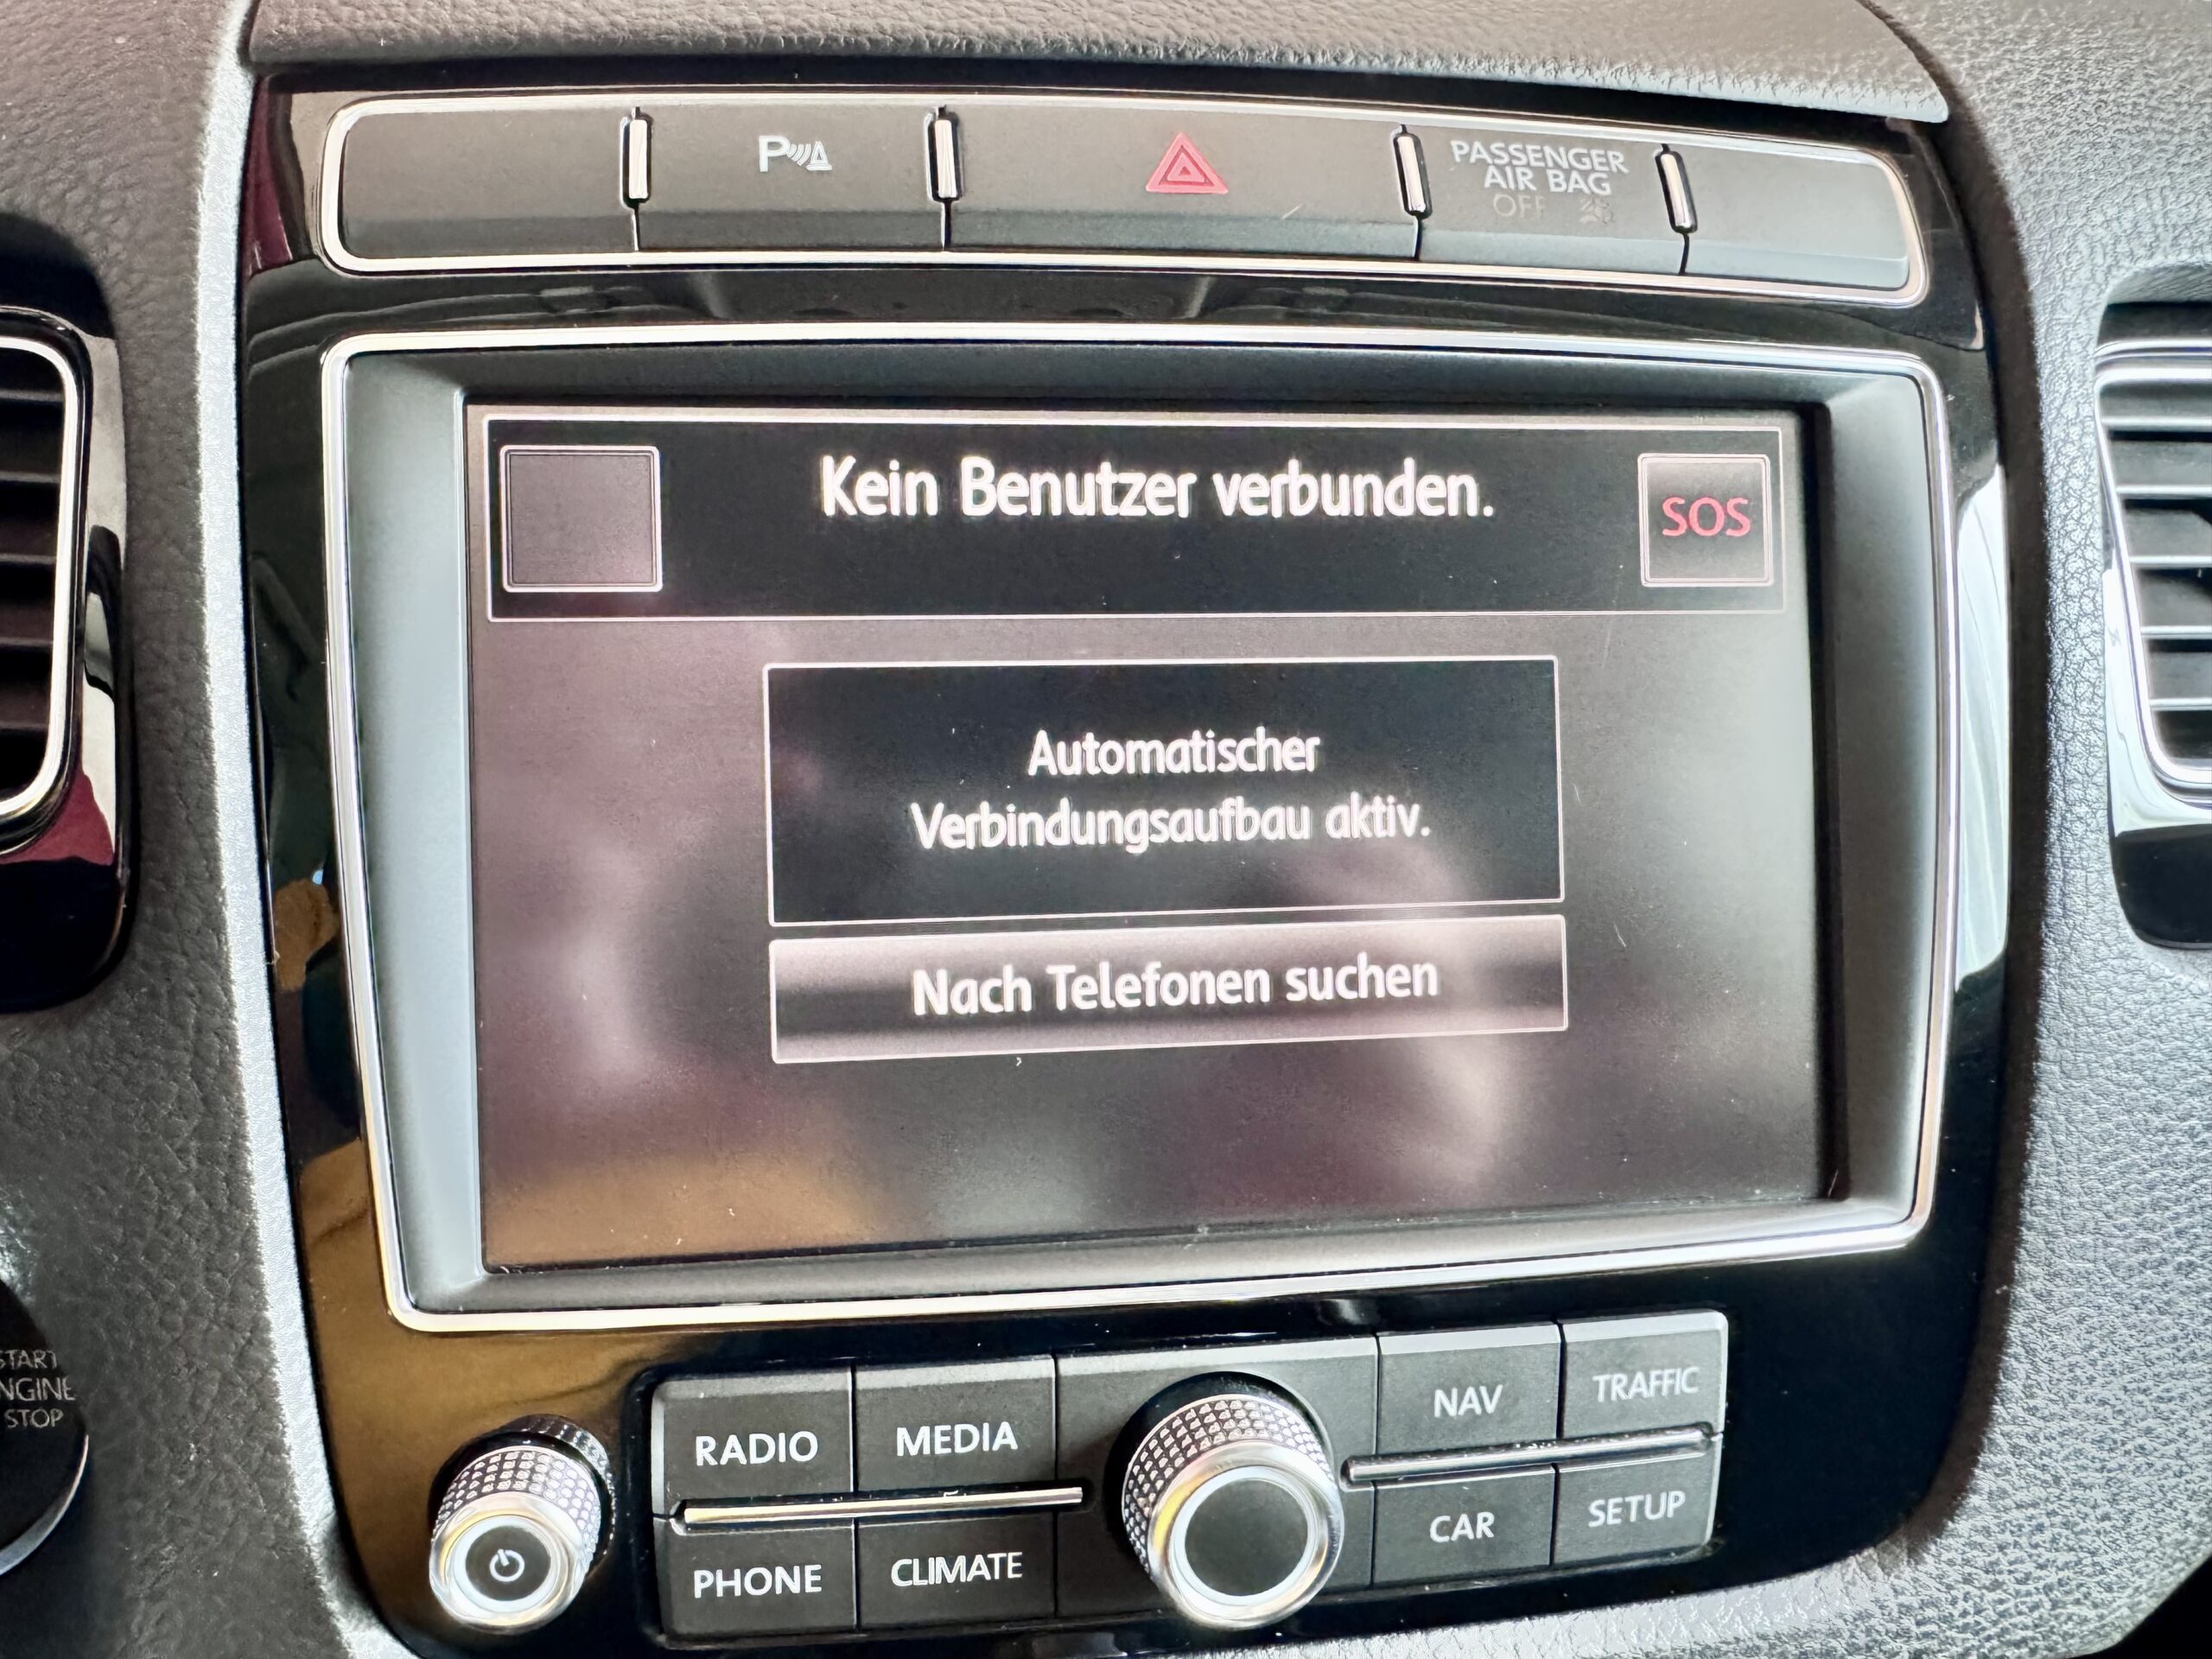 P
PASSENGER
AIR BAG
OFF
Kein Benutzer verbunden.
SOS
Automatischer
Verbindungsaufbau aktiv.
Nach Telefonen suchen
START
ENGINE
STOP
RADIO
MEDIA
NAV
TRAFFIC
PHONE
CLIMATE
CAR
SETUP